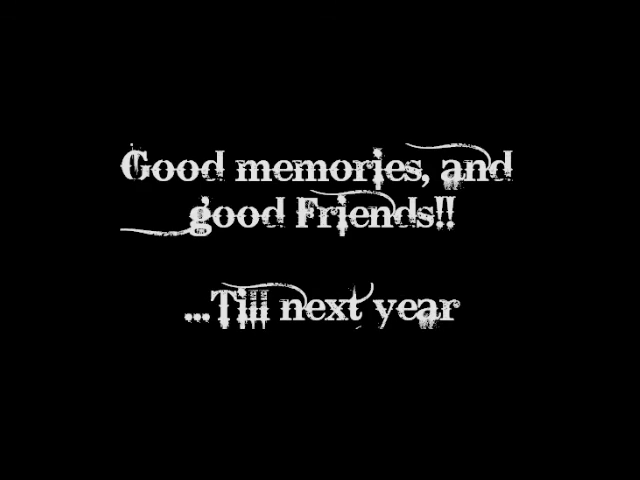 Good memories, and
good Friends!!
...Till next year